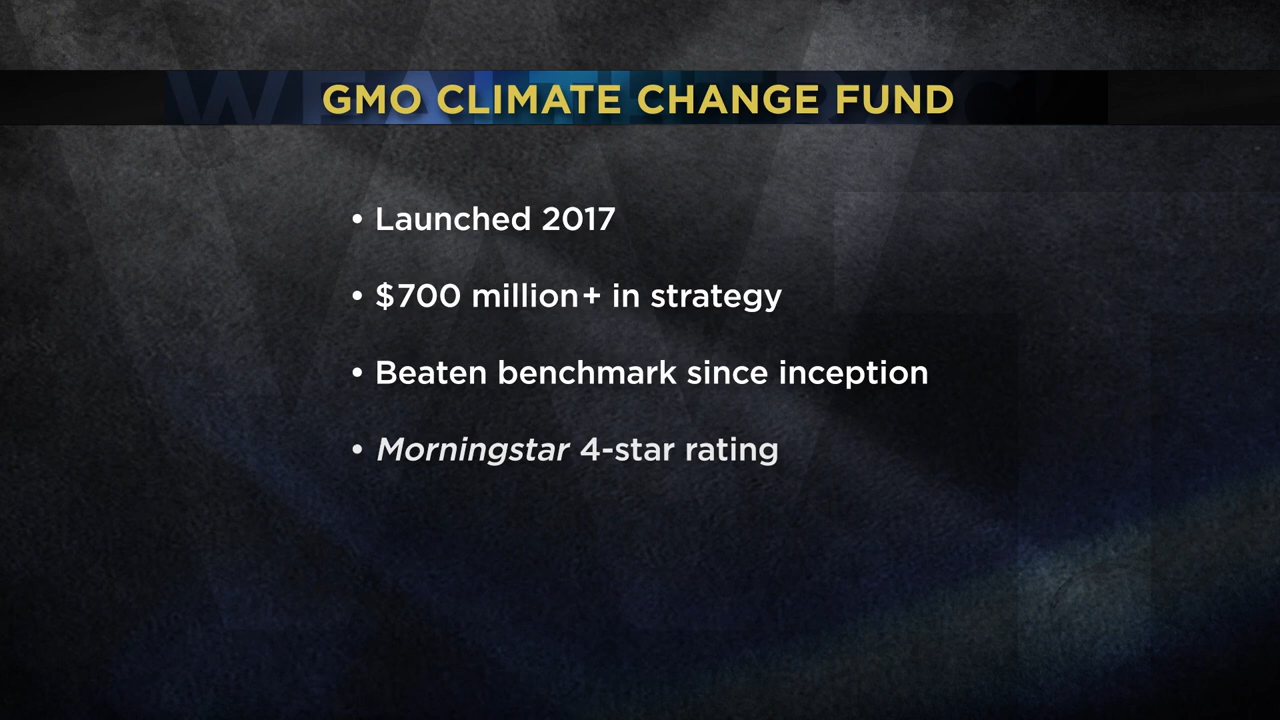 GMO CLIMATE CHANGE FUND
• Launched 2017
• $700 million+ in strategy
• Beaten benchmark since inception
• Morningstar 4-star rating